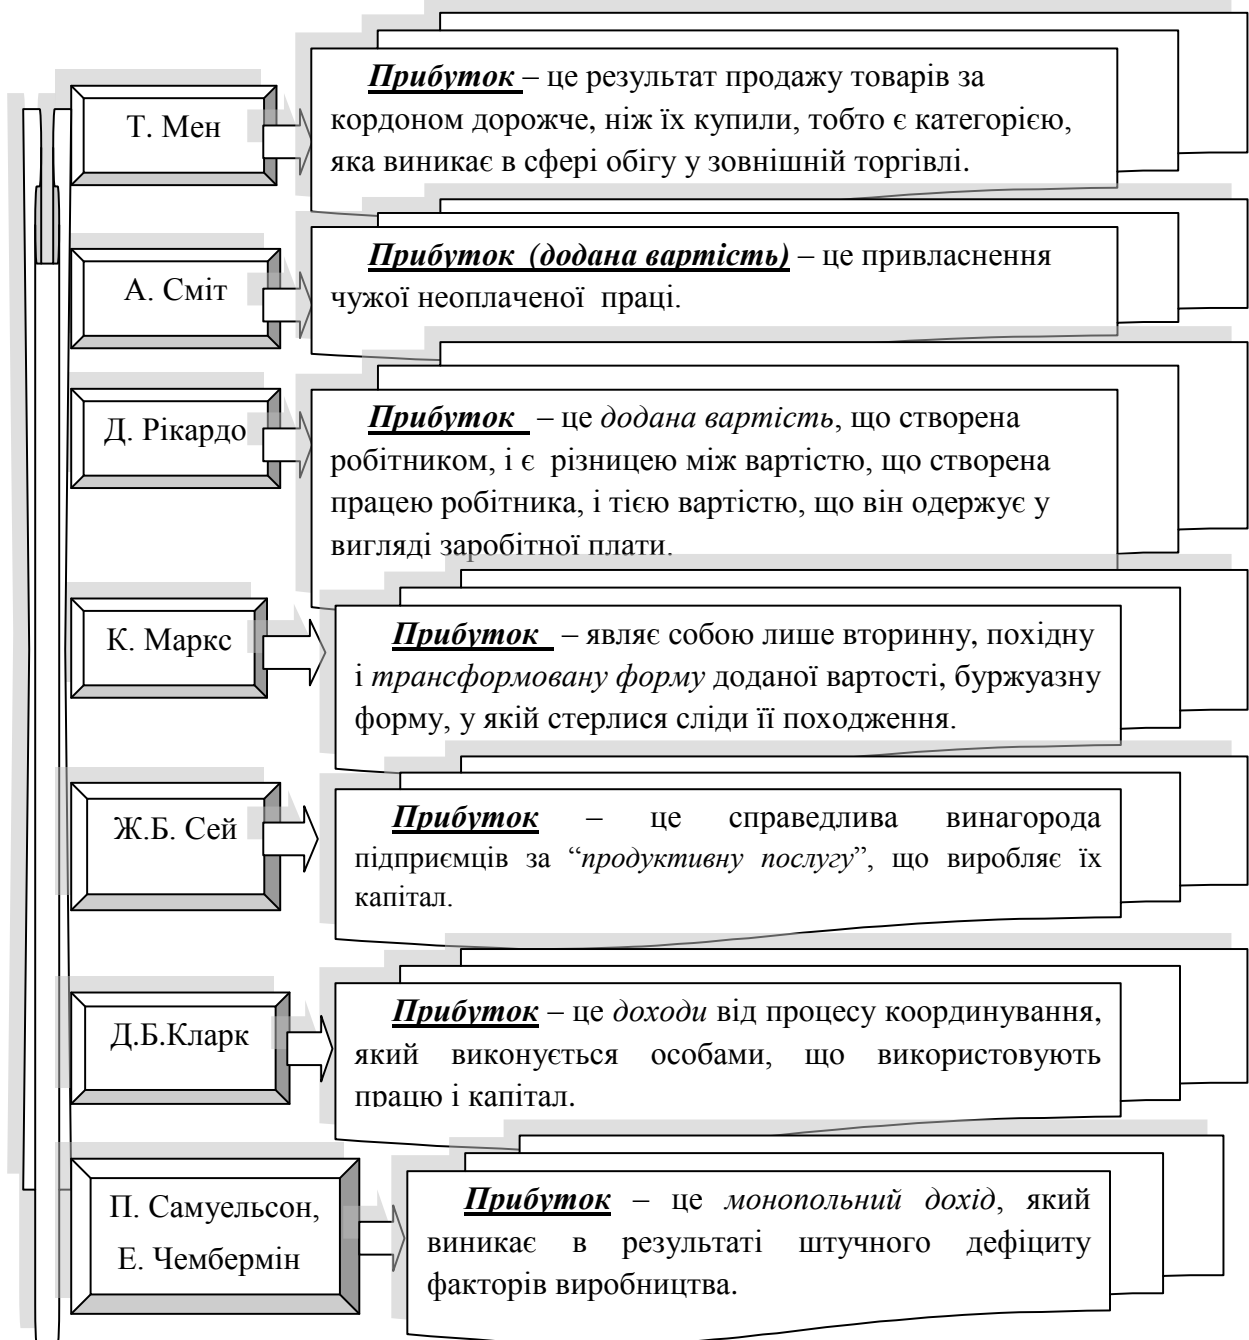 Т. Мен
Прибуток – це результат продажу товарів за
кордоном дорожче, ніж їх купили, тобто є категорією,
яка виникає в сфері обігу у зовнішній торгівлі.
А. Сміт
Прибуток (додана вартість) – це привласнення
чужої неоплаченої праці.
Д. Рікардо
Прибуток – це додана вартість, що створена
робітником, і є різницею між вартістю, що створена
працею робітника, і тією вартістю, що він одержує у
вигляді заробітної плати.
К. Маркс
Прибуток – являє собою лише вторинну, похідну
і трансформовану форму доданої вартості, буржуазну
форму, у якій стерлися сліди її походження.
Ж.Б. Сей
Прибуток – це справедлива винагорода
підприємців за “продуктивну послугу”, що виробляє їх
капітал.
Д.Б.Кларк
Прибуток – це доходи від процесу координування,
який виконується особами, що використовують
працю і капітал.
П. Самуельсон,
Е. Чембермін
Прибуток – це монопольний дохід, який
виникає в результаті штучного дефіциту
факторів виробництва.